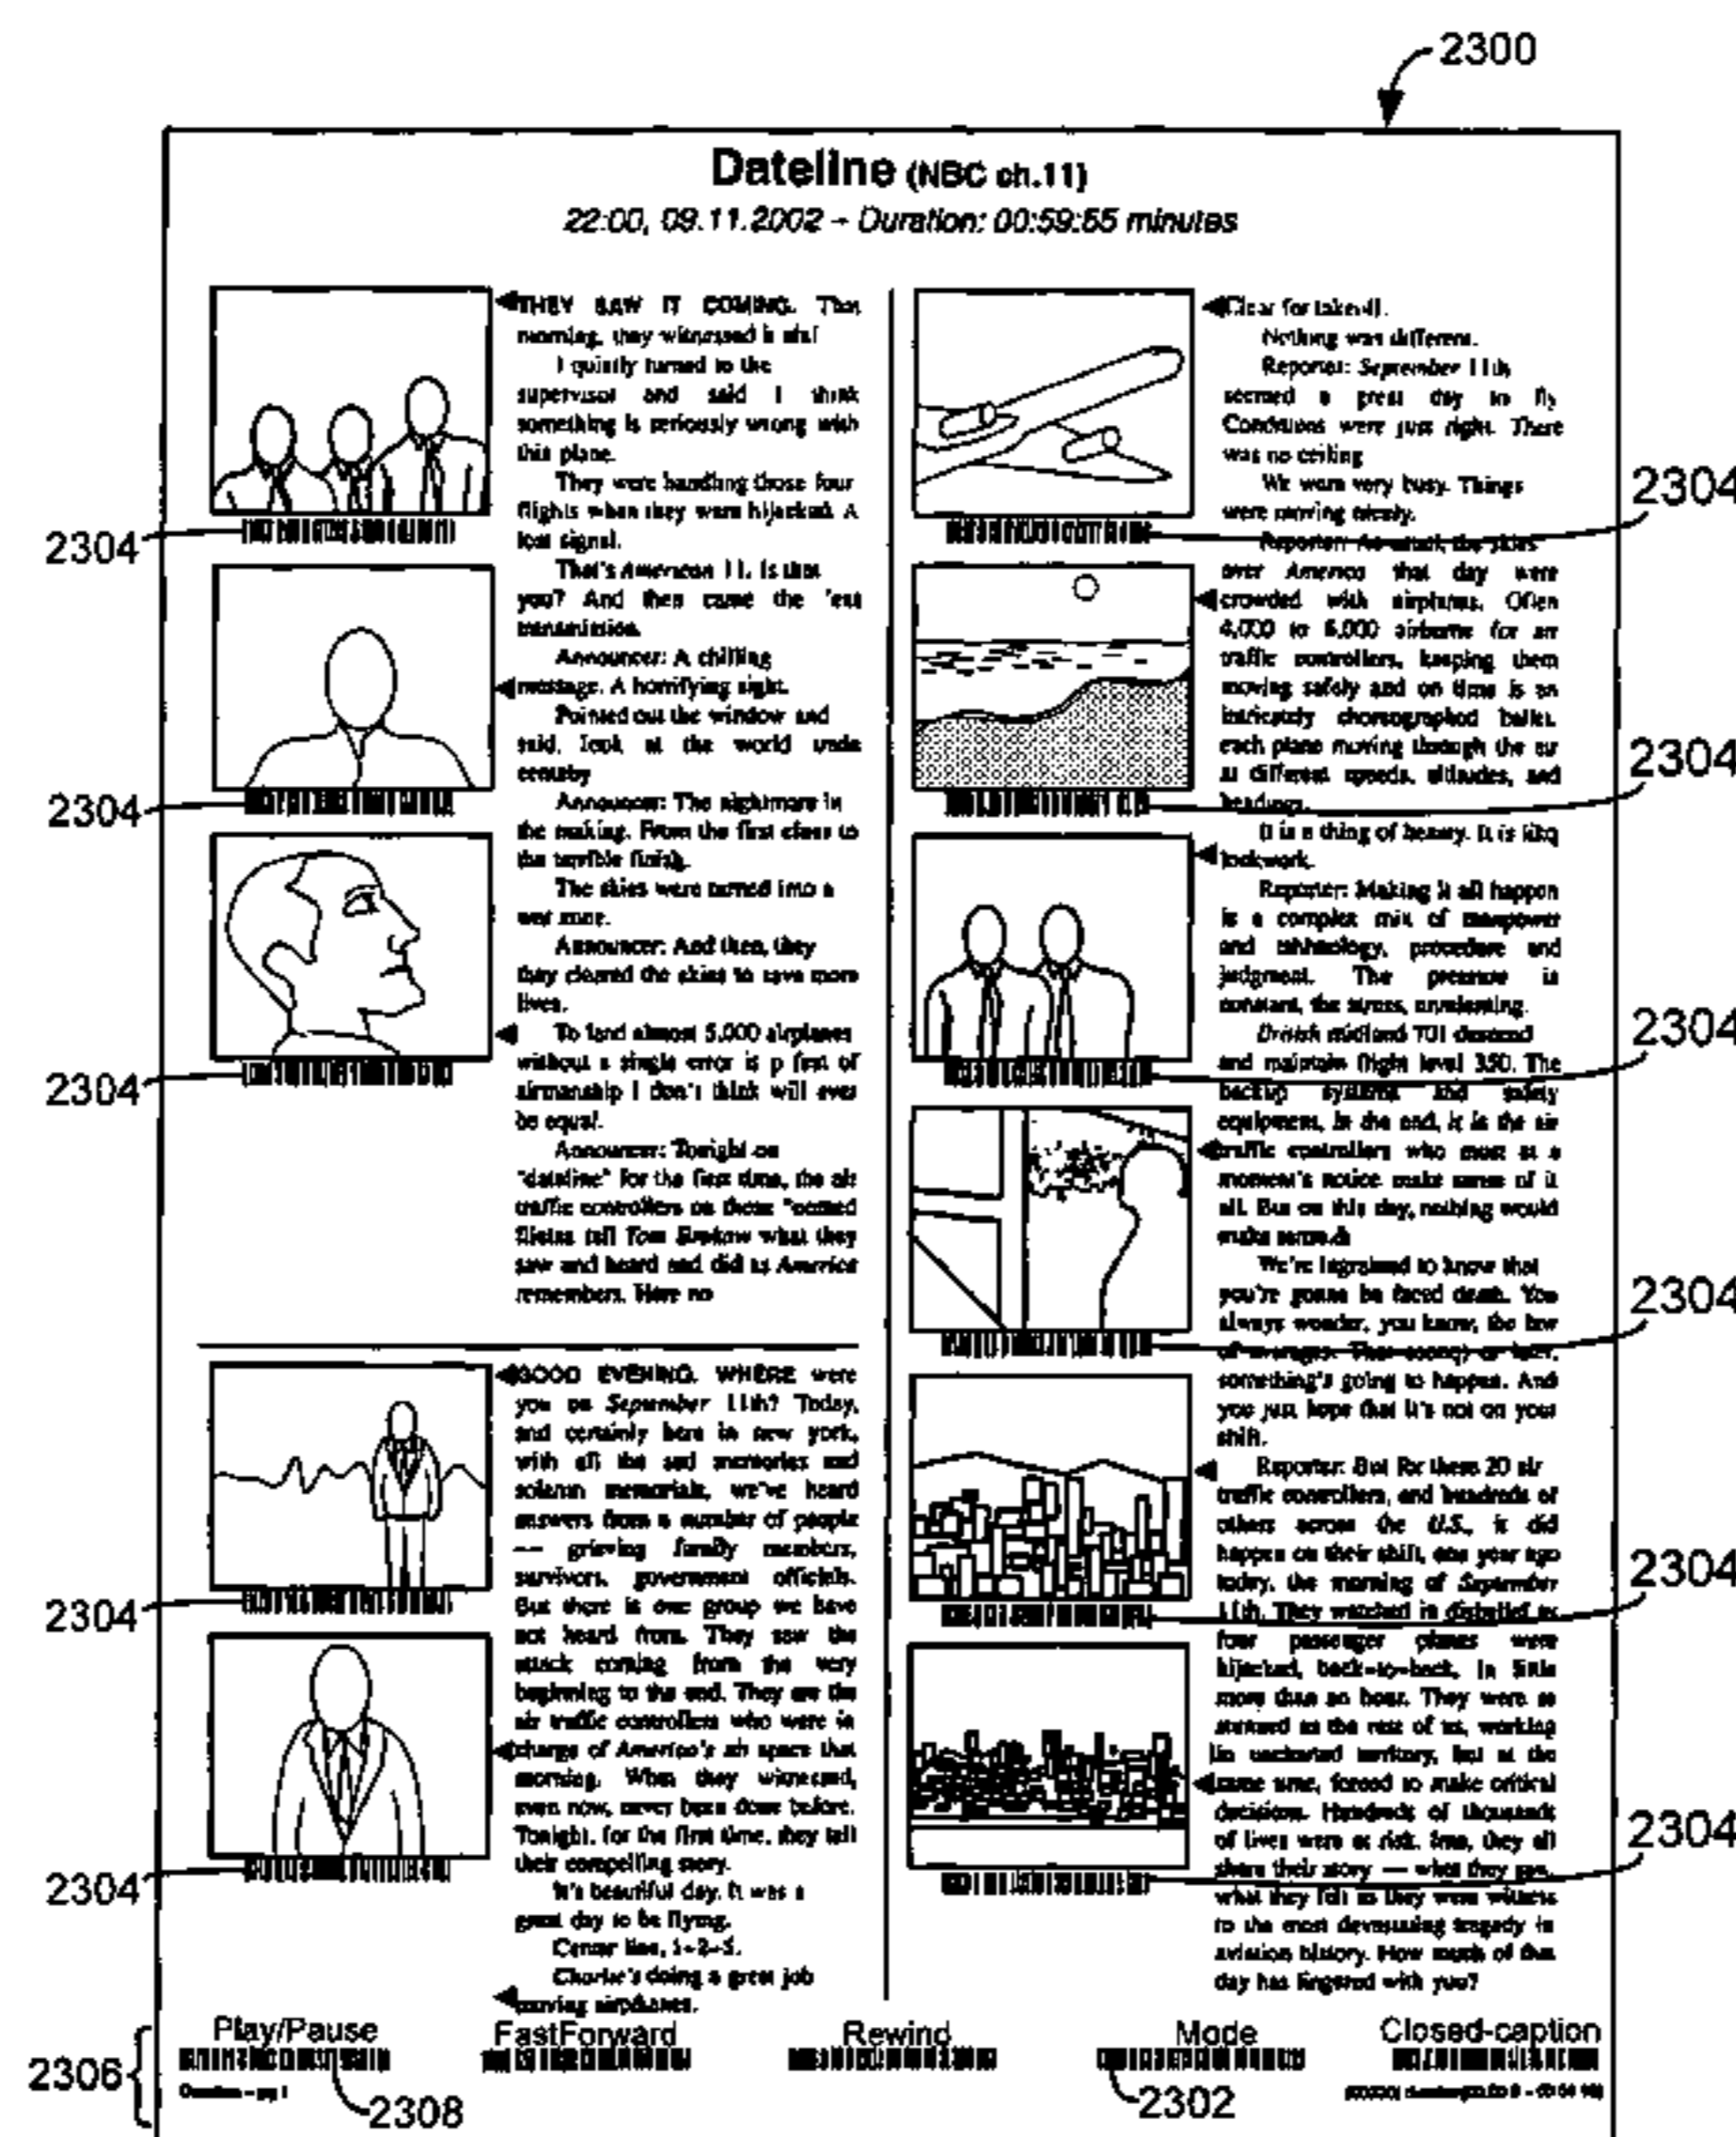 2300
Dateline (NBC ch.11)
22:00, 09.11.2002 - Duration: 00:59:55 minutes
THEY SAW IT COMING. That
morning, they witnessed it all
I quietly turned to the
supervisor and said I think
something is seriously wrong with
this plane.
They were handling those four
flights when they were hijacked. A
lost signal.
That's American 11. Is that
you? And then came the
transmission.
Announcer: A chilling
message. A horrifying sight.
Pointed out the window and
said, look at the world
Announcer: The nightmare in
the making. From the first clues to
the terrible finish.
The skies were turned into a
war zone.
Announcer: And then, they
they cleared the skies to save more
lives.
To land almost 5,000 airplanes
without a single error is p feat of
airmanship I don't think will ever
be equal.
Announcer: Tonight on
"dateline" for the first time, the air
traffic controllers on those
tell Tom Brokaw what they
saw and heard and did as America
remembers. Here no
GOOD EVENING. WHERE were
you on September 11th? Today,
and certainly here in new york,
with all the sad memories and
solemn memorials, we've heard
answers from a number of people
-- grieving family members,
survivors, government officials.
But there is one group we have
not heard from. They saw the
attack coming from the very
beginning to the end. They are the
air traffic controllers who were in
charge of America's air space that
morning. What they witnessed,
even now, never been done before.
Tonight, for the first time, they tell
their compelling story.
It's beautiful day. It was a
great day to be flying.
Center line, 1-2-5.
Charlie's doing a great job
moving airplanes.
Clear for takeoff.
Nothing was different.
Reporter: September 11th
seemed a great day to fly
Conditions were just right. There
was no ceiling
We were very busy. Things
were moving nicely.
Reporter: As usual, the skies
over America that day were
crowded with airplanes. Often
4,000 to 6,000 airborne for air
traffic controllers, keeping them
moving safely and on time is an
intricately choreographed ballet,
each plane moving through the air
at different speeds, altitudes, and
headings.
It is a thing of beauty. It is
Reporter: Making it all happen
is a complex mix of manpower
and technology, procedure and
judgment. The pressure is
constant, the stress, unrelenting.
British midland 701 descend
and maintain flight level 350. The
backup systems and safety
equipment, in the end, it is the air
traffic controllers who must at a
moment's notice make sense of it
all. But on this day, nothing would
make
We're ingrained to know that
you're gonna be faced death. You
always wonder, you know, the law
of averages. That or later,
something's going to happen. And
you just hope that it's not on your
shift.
Reporter: But for these 20 air
traffic controllers, and hundreds of
others across the U.S., it did
happen on their shift, one year ago
today, the morning of September
11th. They watched in disbelief as
four passenger planes were
hijacked, back-to-back, in little
more than an hour. They were as
stunned as the rest of us, working
in uncharted territory, but at the
same time, forced to make critical
decisions. Hundreds of thousands
of lives were at risk. they all
share their story — what they saw,
what they felt as they were witness
to the most devastating tragedy in
aviation history. How much of that
day has lingered with you?
2304
2304
2304
2304
2304
2304
2304
2304
2304
2304
2304
Play/Pause FastForward Rewind Mode Closed-caption
2306
2308
2302